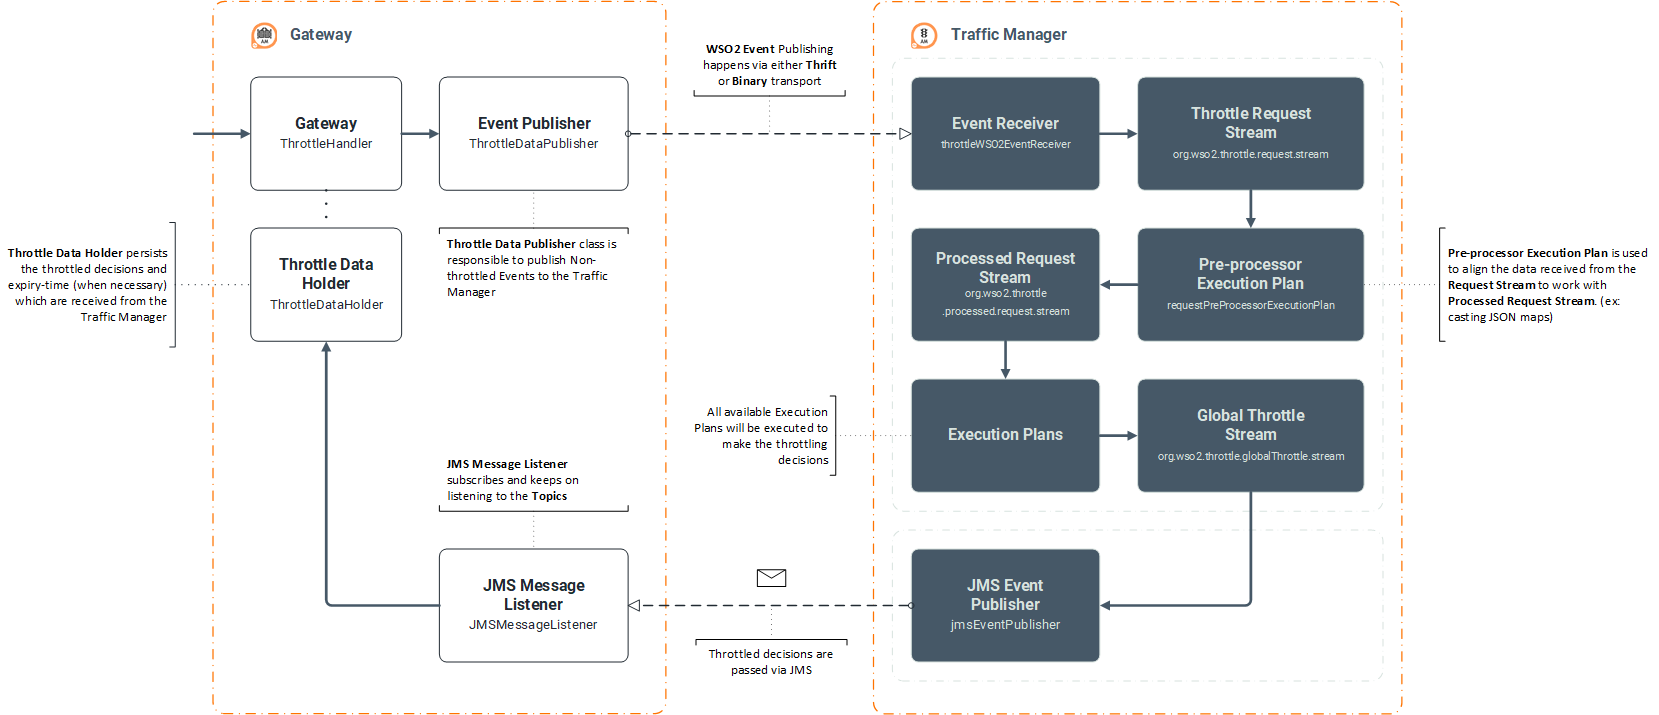 Gateway
AM
Gateway
ThrottleHandler
Event Publisher
ThrottleDataPublisher
WSO2 Event Publishing
happens via either Thrift
or Binary transport
Throttle Data Holder persists
the throttled decisions and
expiry-time (when necessary)
which are received from the
Traffic Manager
Throttle Data
Holder
ThrottleDataHolder
Throttle Data Publisher class is
responsible to publish Non-
throttled Events to the Traffic
Manager
JMS Message Listener
subscribes and keeps on
listening to the Topics
JMS Message
Listener
JMSMessageListener
Throttled decisions are
passed via JMS
Traffic Manager
AM
Event Receiver
throttleWSO2EventReceiver
Throttle Request
Stream
org.wso2.throttle.request.stream
Processed Request
Stream
org.wso2.throttle
.processed.request.stream
Pre-processor
Execution Plan
requestPreProcessorExecutionPlan
Pre-processor Execution Plan is used
to align the data received from the
Request Stream to work with
Processed Request Stream. (ex:
casting JSON maps)
All available Execution
Plans will be executed to
make the throttling
decisions
Execution Plans
Global Throttle
Stream
org.wso2.throttle.globalThrottle.stream
JMS Event
Publisher
jmsEventPublisher